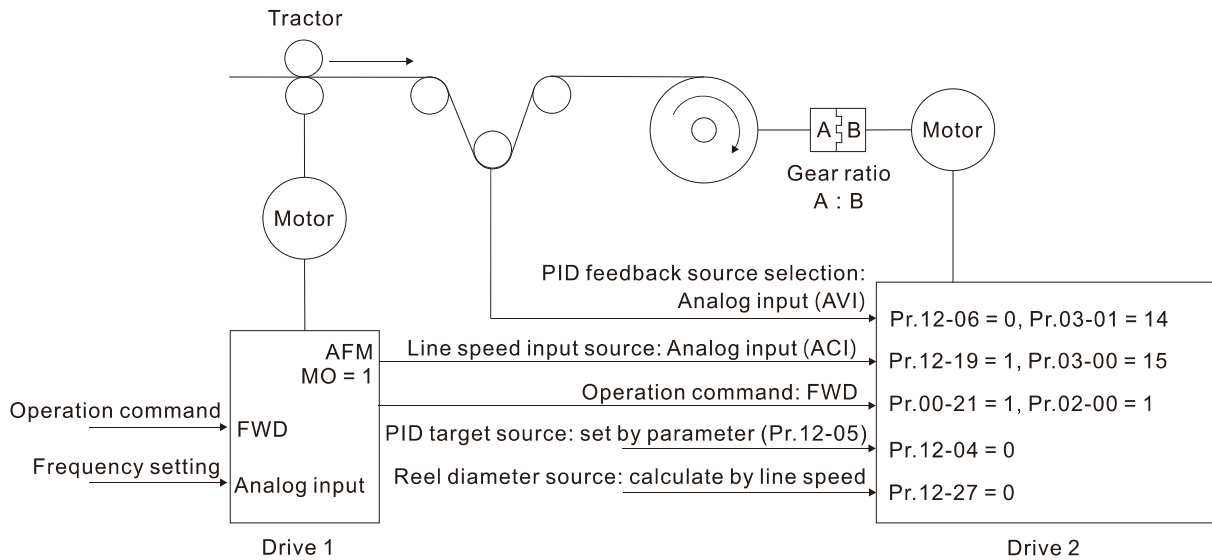 Tractor
A B
Motor
Gear ratio
A : B
Motor
PID feedback source selection:
Analog input (AVI)
Pr.12-06 = 0, Pr.03-01 = 14
AFM
MO = 1
Line speed input source: Analog input (ACI)
Pr.12-19 = 1, Pr.03-00 = 15
Operation command
FWD
Operation command: FWD
Pr.00-21 = 1, Pr.02-00 = 1
PID target source: set by parameter (Pr.12-05)
Pr.12-04 = 0
Frequency setting
Analog input
Reel diameter source: calculate by line speed
Pr.12-27 = 0
Drive 1
Drive 2